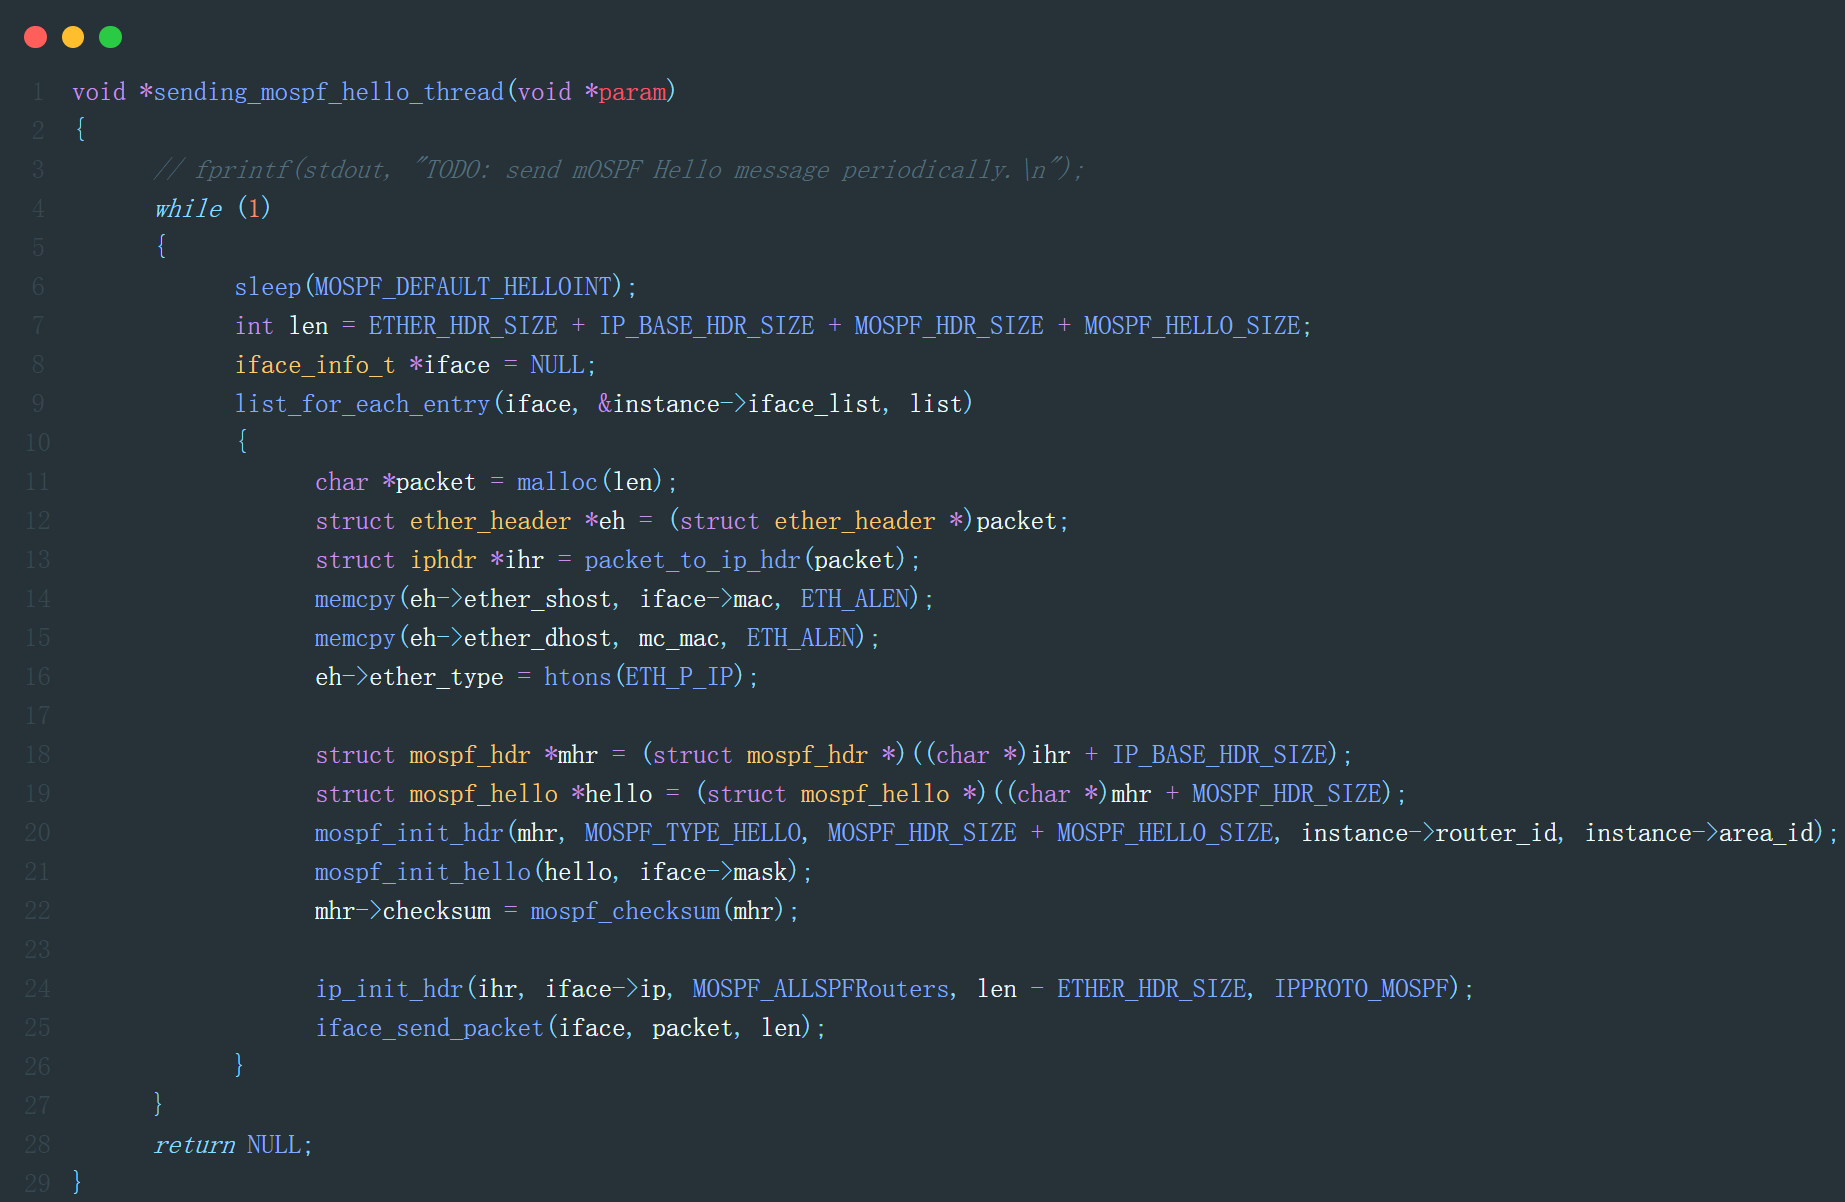 1 void *sending_mospf_hello_thread(void *param)
2 {
3 // fprintf(stdout, "TODO: send mOSPF Hello message periodically.\n");
4 while (1)
5 {
6 sleep(MOSPF_DEFAULT_HELLOINT);
7 int len = ETHER_HDR_SIZE + IP_BASE_HDR_SIZE + MOSPF_HDR_SIZE + MOSPF_HELLO_SIZE;
8 iface_info_t *iface = NULL;
9 list_for_each_entry(iface, &instance->iface_list, list)
10 {
11 char *packet = malloc(len);
12 struct ether_header *eh = (struct ether_header *)packet;
13 struct iphdr *ihr = packet_to_ip_hdr(packet);
14 memcpy(eh->ether_shost, iface->mac, ETH_ALEN);
15 memcpy(eh->ether_dhost, mc_mac, ETH_ALEN);
16 eh->ether_type = htons(ETH_P_IP);
17
18 struct mospf_hdr *mhr = (struct mospf_hdr *)((char *)ihr + IP_BASE_HDR_SIZE);
19 struct mospf_hello *hello = (struct mospf_hello *)((char *)mhr + MOSPF_HDR_SIZE);
20 mospf_init_hdr(mhr, MOSPF_TYPE_HELLO, MOSPF_HDR_SIZE + MOSPF_HELLO_SIZE, instance->router_id, instance->area_id);
21 mospf_init_hello(hello, iface->mask);
22 mhr->checksum = mospf_checksum(mhr);
23
24 ip_init_hdr(ihr, iface->ip, MOSPF_ALLSPFRouters, len - ETHER_HDR_SIZE, IPPROTO_MOSPF);
25 iface_send_packet(iface, packet, len);
26 }
27 }
28 return NULL;
29 }